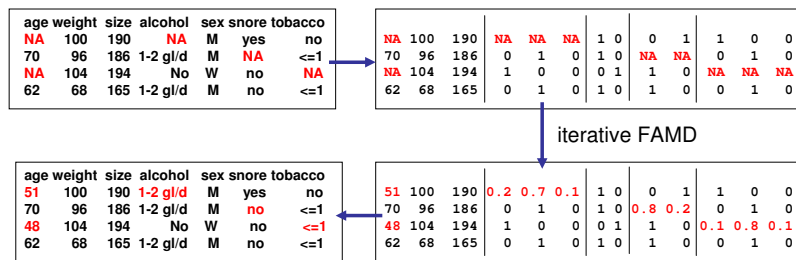 age weight size alcohol sex snore tobacco
NA 100 190 NA M yes no
70 96 186 1-2 gl/d M NA <=1
NA 104 194 No W no NA
62 68 165 1-2 gl/d M no <=1
NA 100 190 NA NA NA 1 0 0 1 1 0 0
70 96 186 0 1 0 1 0 NA NA 0 1 0
NA 104 194 1 0 0 0 1 1 0 NA NA NA
62 68 165 0 1 0 1 0 1 0 0 1 0
iterative FAMD
age weight size alcohol sex snore tobacco
51 100 190 1-2 gl/d M yes no
70 96 186 1-2 gl/d M no <=1
48 104 194 No W no <=1
62 68 165 1-2 gl/d M no <=1
51 100 190 0.2 0.7 0.1 1 0 0 1 1 0 0
70 96 186 0 1 0 1 0 0.8 0.2 0 1 0
48 104 194 1 0 0 0 1 1 0 0.1 0.8 0.1
62 68 165 0 1 0 1 0 1 0 0 1 0